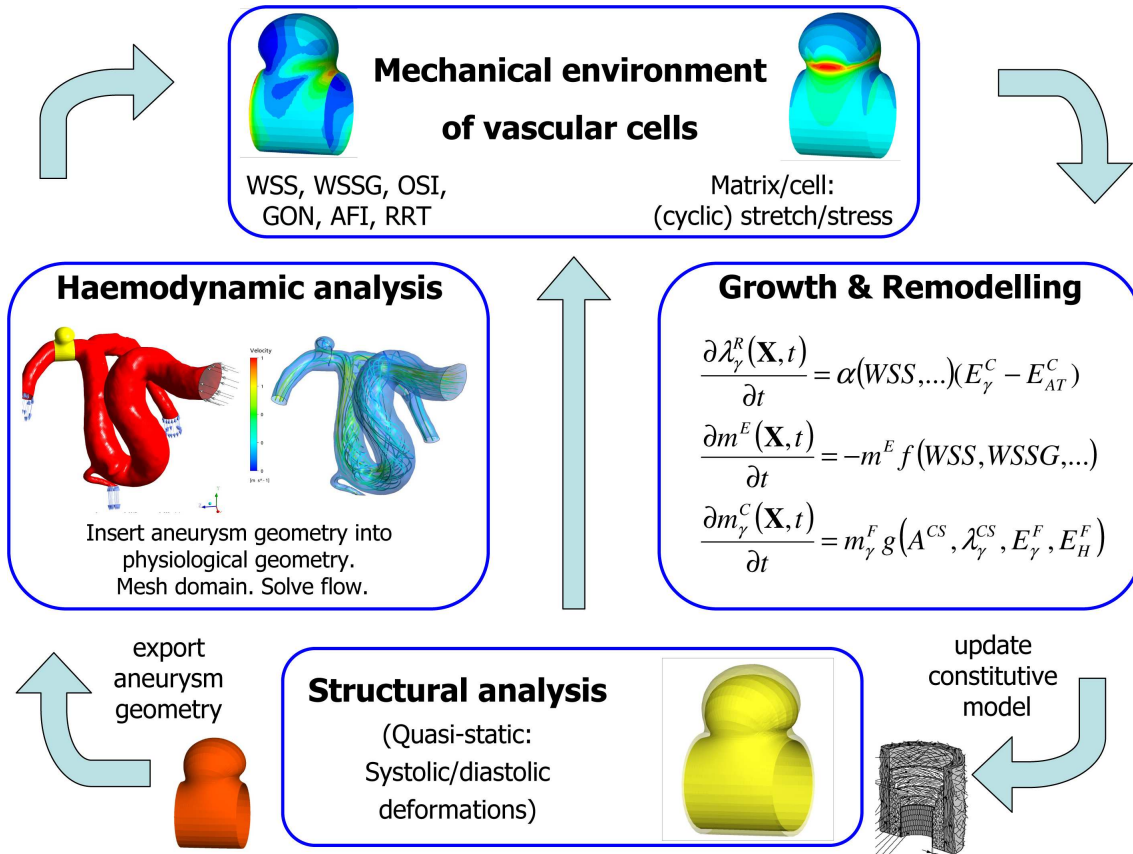 Mechanical environment
of vascular cells
WSS, WSSG, OSI,
GON, AFI, RRT
Matrix/cell:
(cyclic) stretch/stress
Haemodynamic analysis
Velocity
Insert aneurysm geometry into
physiological geometry.
Mesh domain. Solve flow.
Growth & Remodelling
∂λ_γ^R(X,t)/∂t = α(WSS,...)(E_γ^C − E_AT^C)
∂m^E(X,t)/∂t = −m^E f(WSS,WSSG,...)
∂m_γ^C(X,t)/∂t = m_γ^F g(A^CS, λ_γ^CS, E_γ^F, E_H^F)
export
aneurysm
geometry
Structural analysis
(Quasi-static:
Systolic/diastolic
deformations)
update
constitutive
model